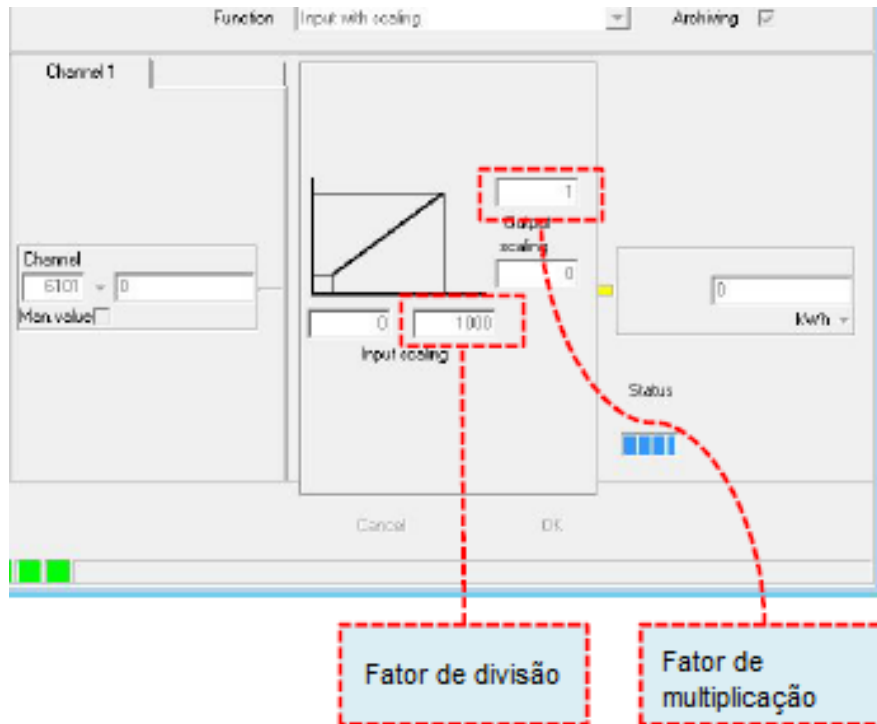 Function Input with scaling Archiving
Channel 1
1
Output
scaling
0
Channel
6101 0
Man. value
0 1000
Input scaling
0
kWh
Status
Cancel OK
Fator de divisão
Fator de
multiplicação